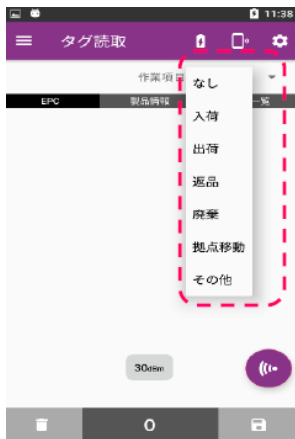 11:38
タグ読取
作業項目
なし
EPC
製品情報
一覧
入荷
出荷
返品
廃棄
拠点移動
その他
30dBm
0